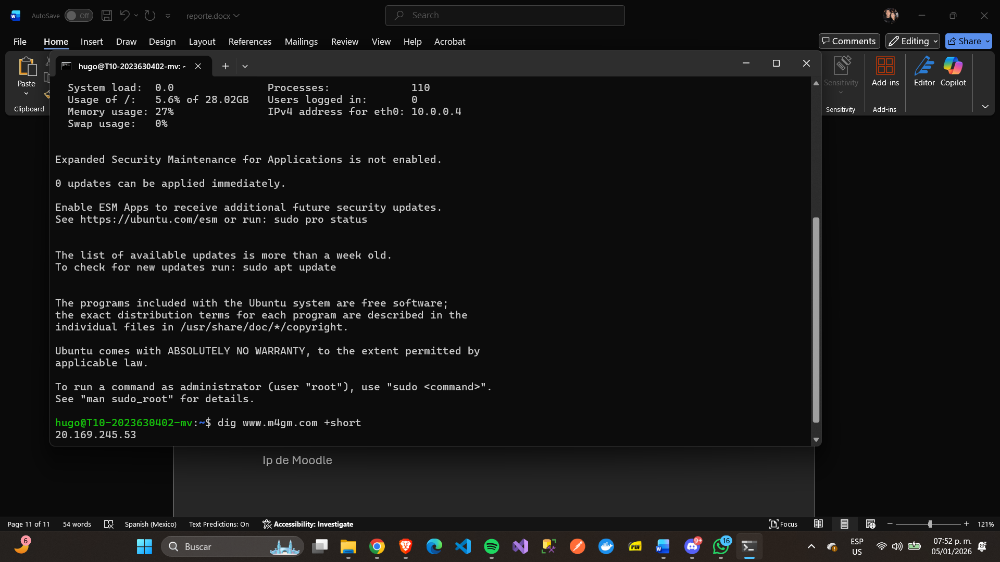 AutoSave Off reporte.docx Search
File Home Insert Draw Design Layout References Mailings Review View Help Acrobat Comments Editing Share
hugo@T10-2023630402-mv: ~
Paste
Clipboard
Sensitivity Add-ins Editor Copilot
Sensitivity Add-ins
System load: 0.0 Processes: 110
Usage of /: 5.6% of 28.02GB Users logged in: 0
Memory usage: 27% IPv4 address for eth0: 10.0.0.4
Swap usage: 0%
Expanded Security Maintenance for Applications is not enabled.
0 updates can be applied immediately.
Enable ESM Apps to receive additional future security updates.
See https://ubuntu.com/esm or run: sudo pro status
The list of available updates is more than a week old.
To check for new updates run: sudo apt update
The programs included with the Ubuntu system are free software;
the exact distribution terms for each program are described in the
individual files in /usr/share/doc/*/copyright.
Ubuntu comes with ABSOLUTELY NO WARRANTY, to the extent permitted by
applicable law.
To run a command as administrator (user "root"), use "sudo <command>".
See "man sudo_root" for details.
hugo@T10-2023630402-mv:~$ dig www.m4gm.com +short
20.169.245.53
Ip de Moodle
Page 11 of 11 54 words Spanish (Mexico) Text Predictions: On Accessibility: Investigate Focus 121%
6 Buscar PDF 9+ 16 ESP US 07:52 p. m. 05/01/2026